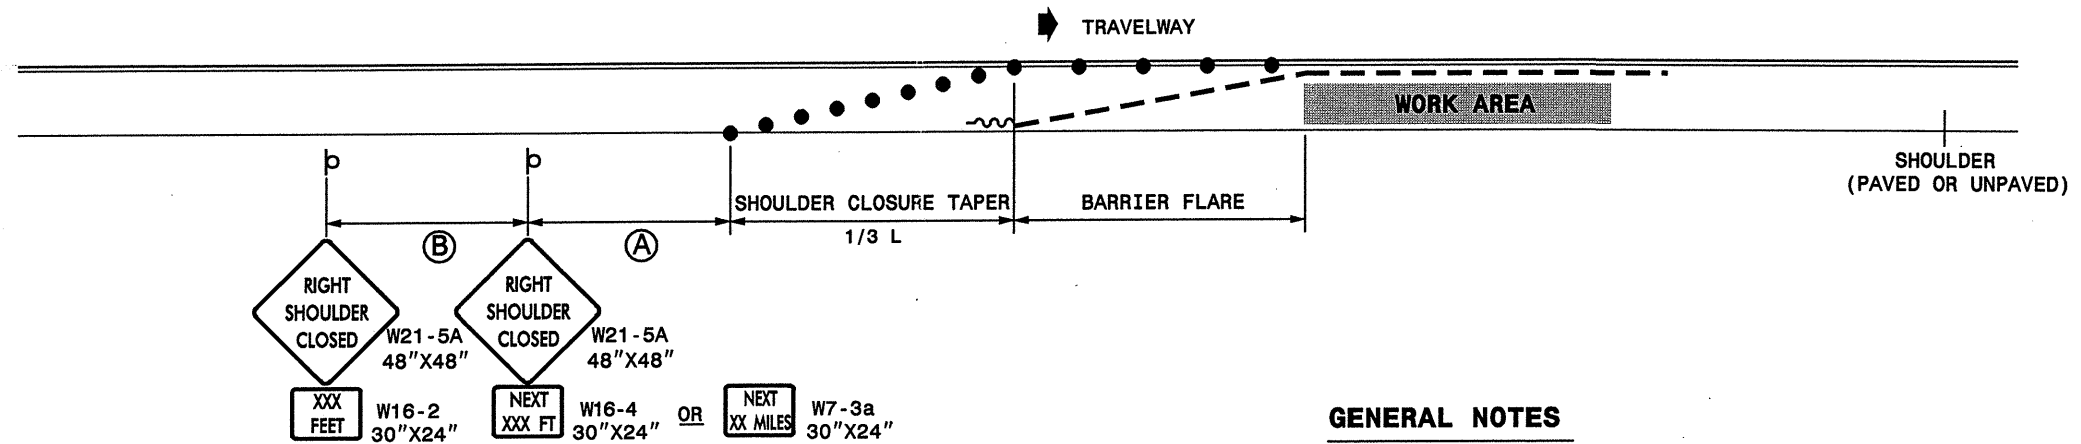 TRAVELWAY
WORK AREA
SHOULDER
(PAVED OR UNPAVED)
SHOULDER CLOSURE TAPER
1/3 L
BARRIER FLARE
B
A
RIGHT
SHOULDER
CLOSED
W21-5A
48"X48"
XXX
FEET
W16-2
30"X24"
RIGHT
SHOULDER
CLOSED
W21-5A
48"X48"
NEXT
XXX FT
W16-4
30"X24"
OR
NEXT
XX MILES
W7-3a
30"X24"
GENERAL NOTES